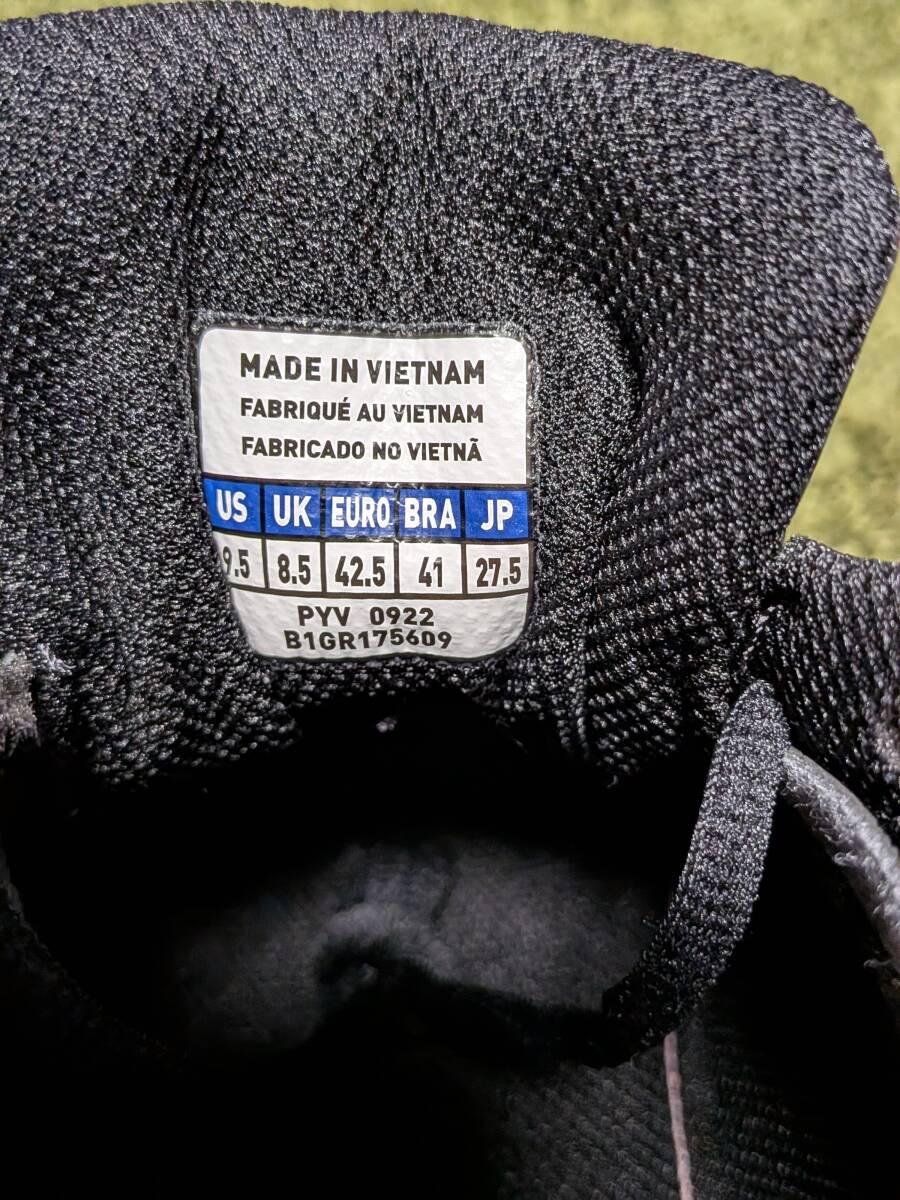 MADE IN VIETNAM
FABRIQUÉ AU VIETNAM
FABRICADO NO VIETNÃ
US UK EURO BRA JP
9.5 8.5 42.5 41 27.5
PYV 0922
B1GR175609